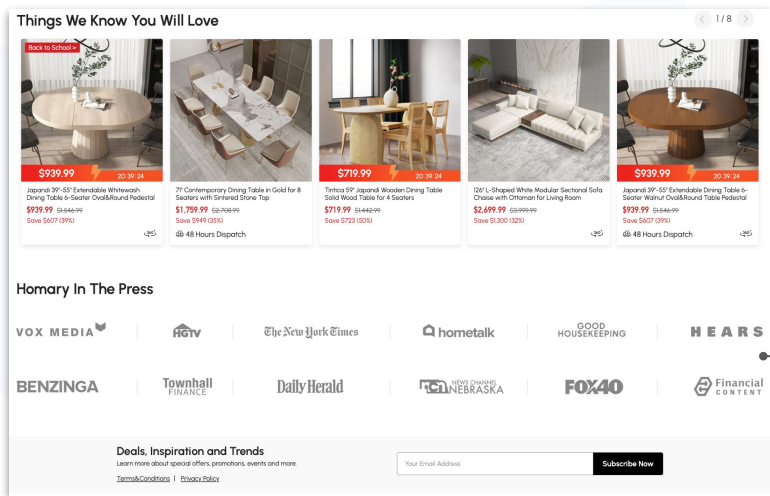 Things We Know You Will Love
1 / 8
Back to School >
$939.99
20:39:24
Japandi 39"-55" Extendable Whitewash
Dining Table 6-Seater Oval&Round Pedestal
$939.99 $1,546.99
Save $607 (39%)
71" Contemporary Dining Table in Gold for 8
Seaters with Sintered Stone Top
$1,759.99 $2,708.99
Save $949 (35%)
48 Hours Dispatch
$719.99
20:39:24
Tintica 59" Japandi Wooden Dining Table
Solid Wood Table for 4 Seaters
$719.99 $1,442.99
Save $723 (50%)
126" L-Shaped White Modular Sectional Sofa
Chaise with Ottoman for Living Room
$2,699.99 $3,999.99
Save $1,300 (32%)
$939.99
20:39:24
Japandi 39"-55" Extendable Dining Table 6-
Seater Walnut Oval&Round Table Pedestal
$939.99 $1,546.99
Save $607 (39%)
48 Hours Dispatch
Homary In The Press
VOX MEDIA
HGTV
The New York Times
hometalk
GOOD
HOUSEKEEPING
HEARS
BENZINGA
Townhall
FINANCE
Daily Herald
ncn NEWS CHANNEL
NEBRASKA
FOX40
Financial
CONTENT
Deals, Inspiration and Trends
Learn more about special offers, promotions, events and more.
Terms&Conditions | Privacy Policy
Your Email Address
Subscribe Now